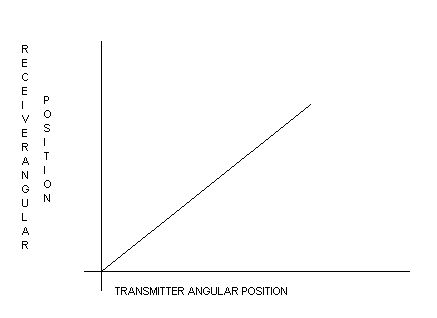 RECEIVERANGULAR
POSITION
TRANSMITTER ANGULAR POSITION